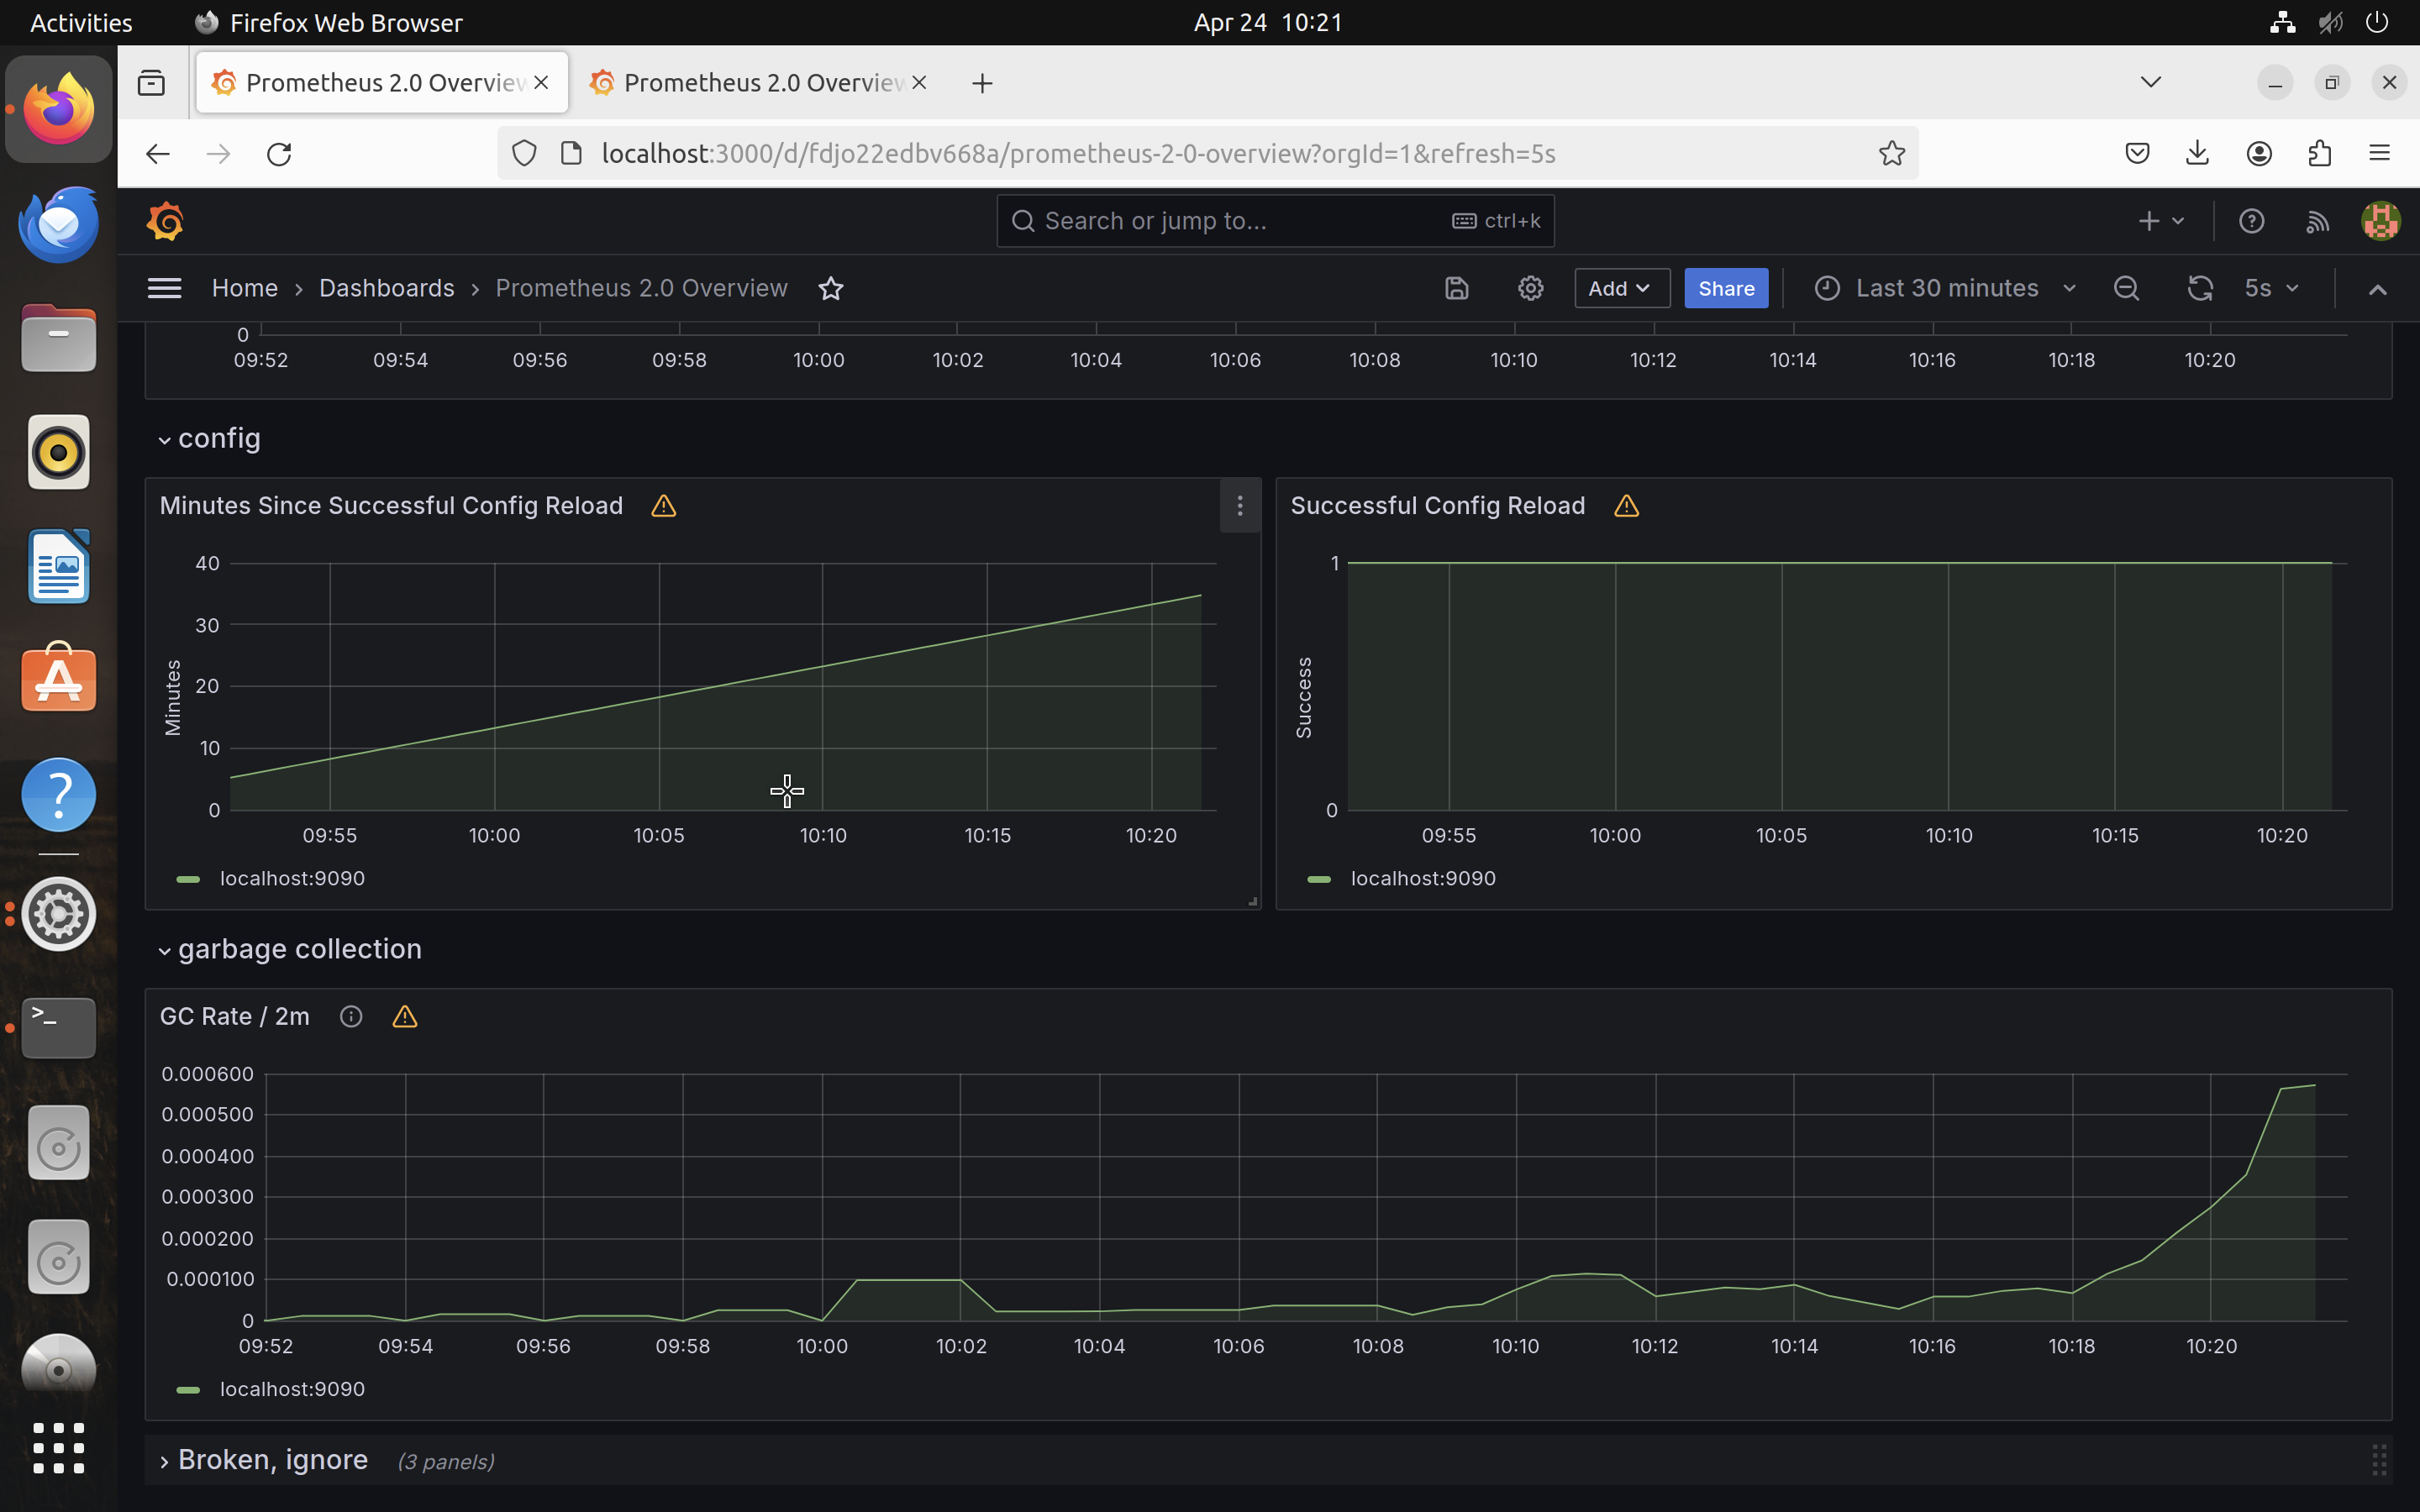 Activities
Firefox Web Browser
Apr 24 10:21
Prometheus 2.0 Overview
Prometheus 2.0 Overview
localhost:3000/d/fdjo22edbv668a/prometheus-2-0-overview?orgId=1&refresh=5s
Search or jump to...
ctrl+k
Home › Dashboards › Prometheus 2.0 Overview
Add
Share
Last 30 minutes
5s
0
09:52 09:54 09:56 09:58 10:00 10:02 10:04 10:06 10:08 10:10 10:12 10:14 10:16 10:18 10:20
config
Minutes Since Successful Config Reload
Minutes
40
30
20
10
0
09:55 10:00 10:05 10:10 10:15 10:20
localhost:9090
Successful Config Reload
Success
1
0
09:55 10:00 10:05 10:10 10:15 10:20
localhost:9090
garbage collection
GC Rate / 2m
0.000600
0.000500
0.000400
0.000300
0.000200
0.000100
0
09:52 09:54 09:56 09:58 10:00 10:02 10:04 10:06 10:08 10:10 10:12 10:14 10:16 10:18 10:20
localhost:9090
Broken, ignore (3 panels)